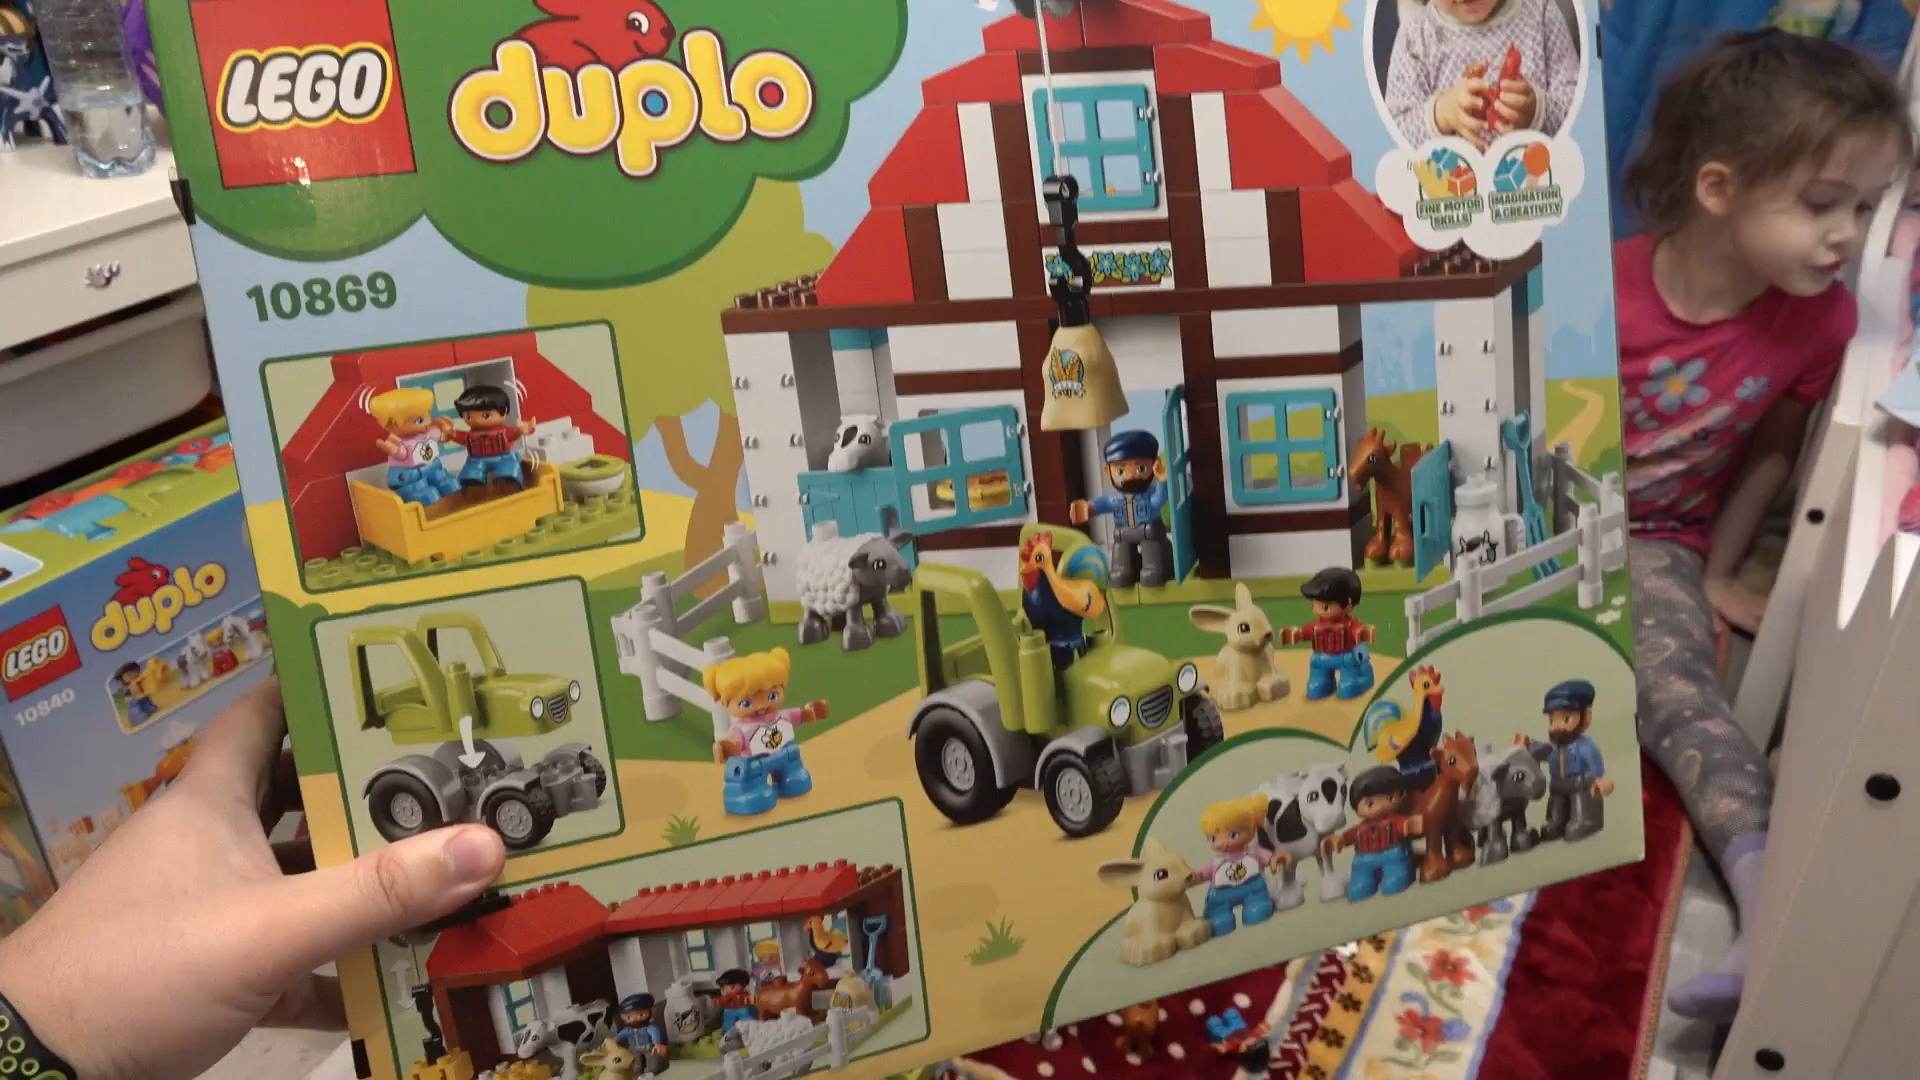 LEGO
duplo
10869
FINE MOTOR
SKILLS!
IMAGINATION
& CREATIVITY
duplo
LEGO
10840